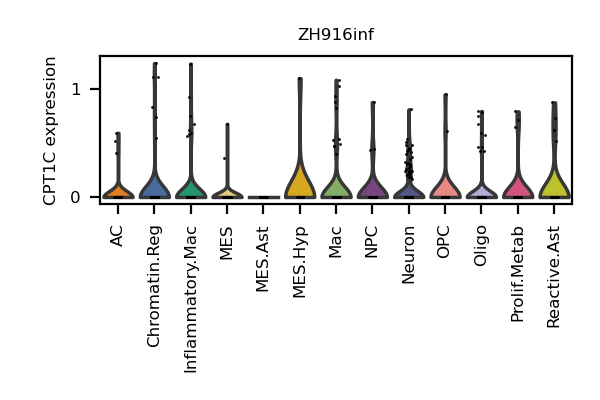 ZH916inf
CPT1C expression
1
0
AC
Chromatin.Reg
Inflammatory.Mac
MES
MES.Ast
MES.Hyp
Mac
NPC
Neuron
OPC
Oligo
Prolif.Metab
Reactive.Ast